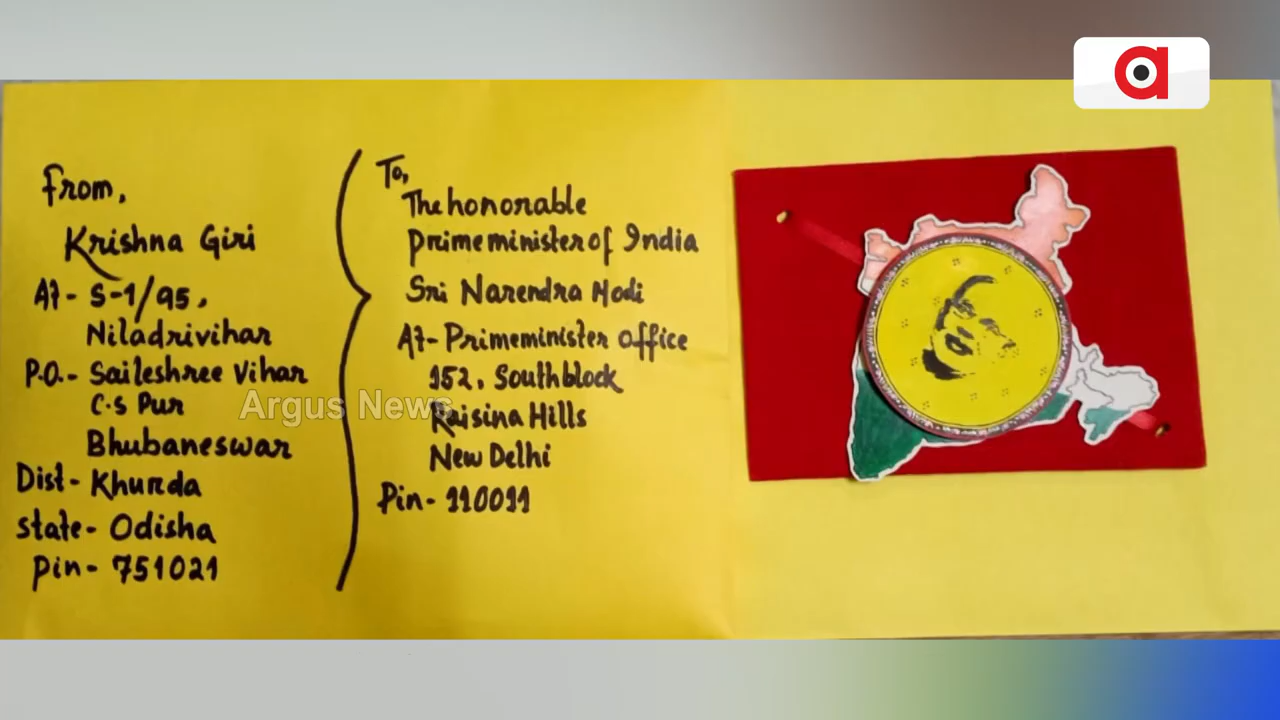 From,
Krishna Giri
At- S-1/95,
Niladrivihar
P.O.- Saileshree Vihar
C.S Pur
Bhubaneswar
Dist- Khurda
state- Odisha
Pin- 751021
To,
The honorable
primeminister of India
Sri Narendra Modi
At- Primeminister office
152, Southblock
Raisina Hills
New Delhi
Pin- 110011
Argus News
a